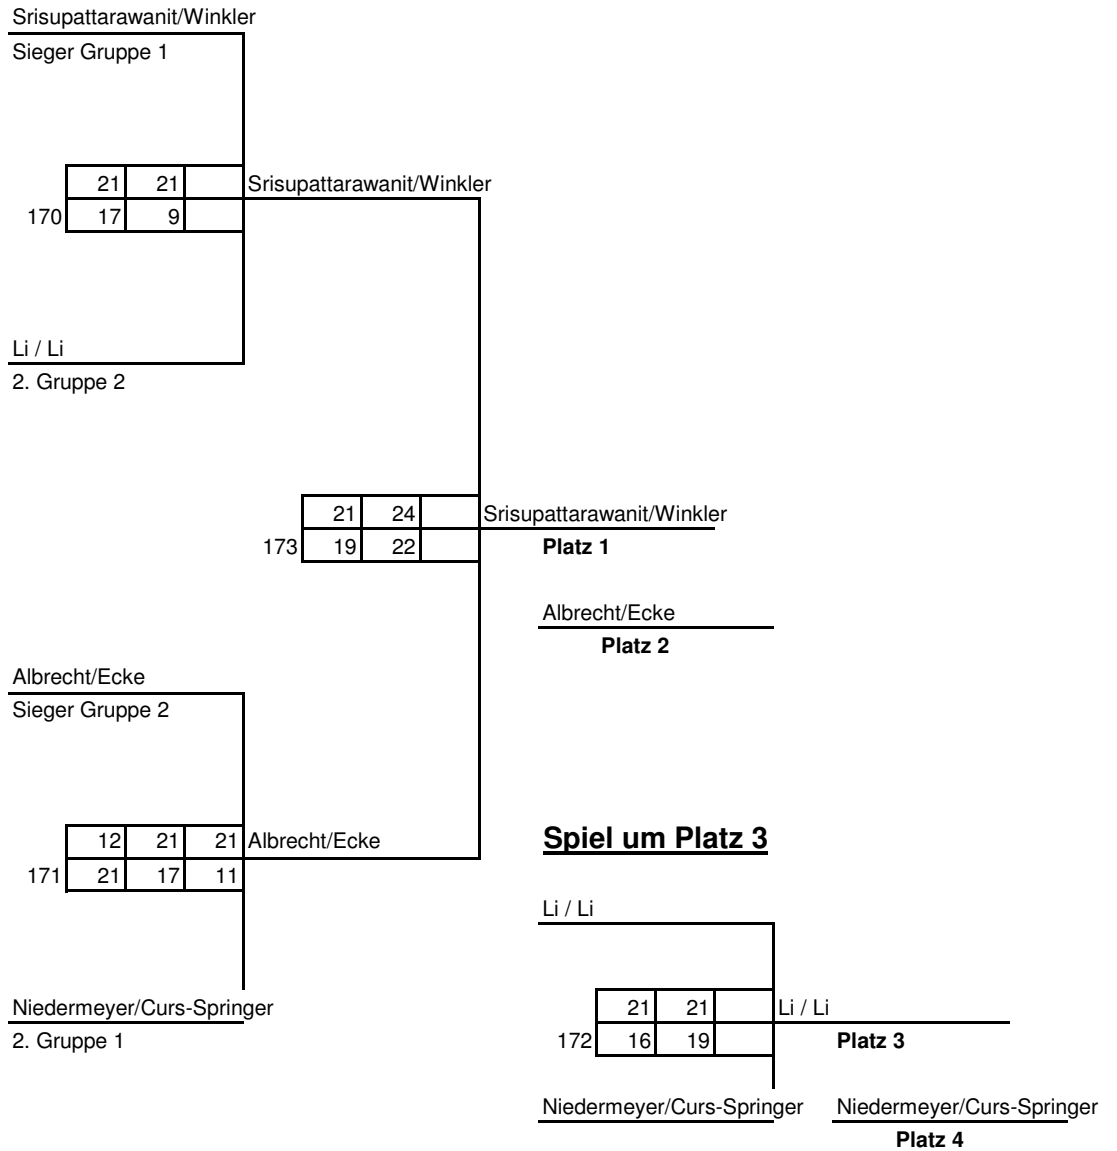 Srisupattarawanit/Winkler
Sieger Gruppe 1
21 21 Srisupattarawanit/Winkler
170 17 9
Li / Li
2. Gruppe 2
21 24 Srisupattarawanit/Winkler
173 19 22 Platz 1
Albrecht/Ecke
Platz 2
Albrecht/Ecke
Sieger Gruppe 2
12 21 21 Albrecht/Ecke
Spiel um Platz 3
171 21 17 11
Li / Li
Niedermeyer/Curs-Springer
21 21 Li / Li
2. Gruppe 1
172 16 19 Platz 3
Niedermeyer/Curs-Springer Niedermeyer/Curs-Springer
Platz 4